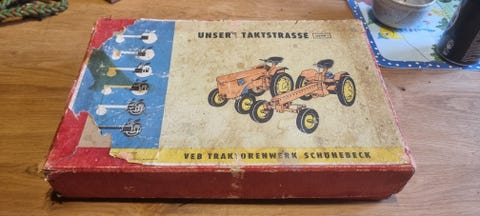 UNSERE TAKTSTRASSE
VEB TRAKTORENWERK SCHÖNEBECK